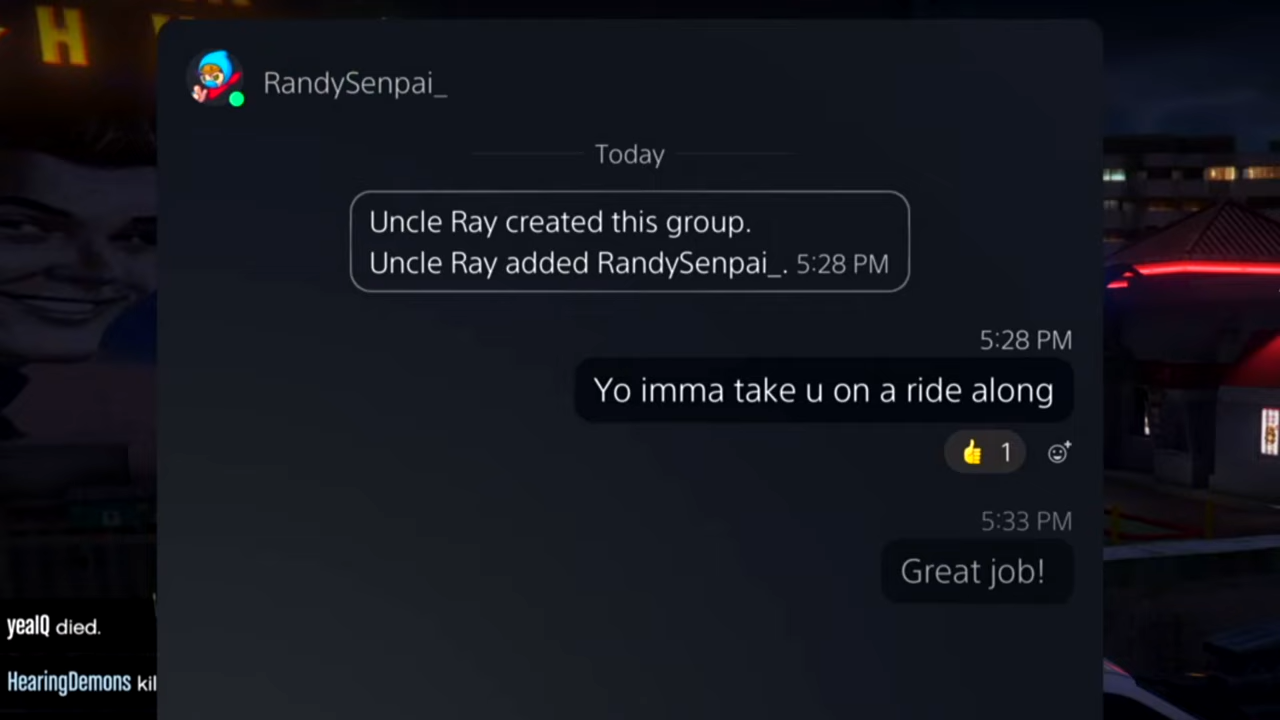 H
RandySenpai_
Today
Uncle Ray created this group.
Uncle Ray added RandySenpai_. 5:28 PM
5:28 PM
Yo imma take u on a ride along
👍 1
5:33 PM
Great job!
yealQ died.
HearingDemons kil